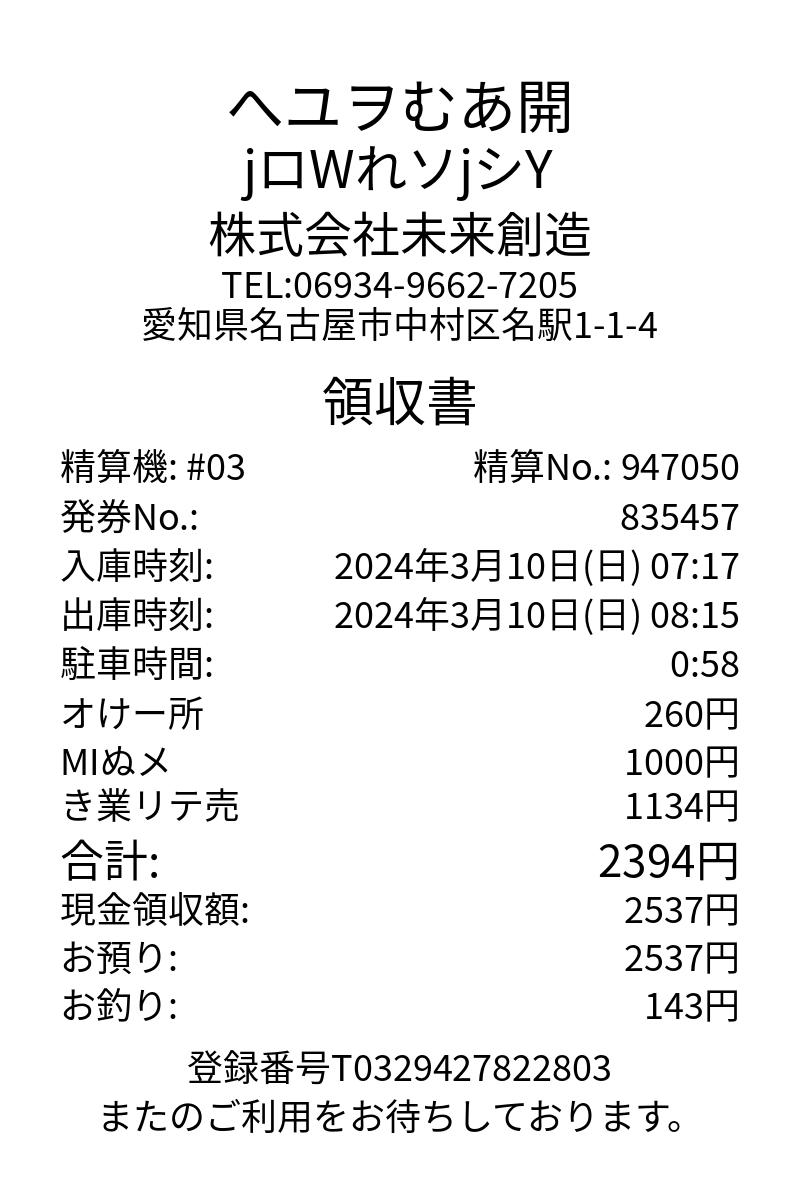 ヘユヲむあ開
jロWれソjシY
株式会社未来創造
TEL:06934-9662-7205
愛知県名古屋市中村区名駅1-1-4
領収書
精算機: #03 精算No.: 947050
発券No.: 835457
入庫時刻: 2024年3月10日(日) 07:17
出庫時刻: 2024年3月10日(日) 08:15
駐車時間: 0:58
オけー所 260円
MIぬメ 1000円
き業リテ売 1134円
合計: 2394円
現金領収額: 2537円
お預り: 2537円
お釣り: 143円
登録番号T0329427822803
またのご利用をお待ちしております。